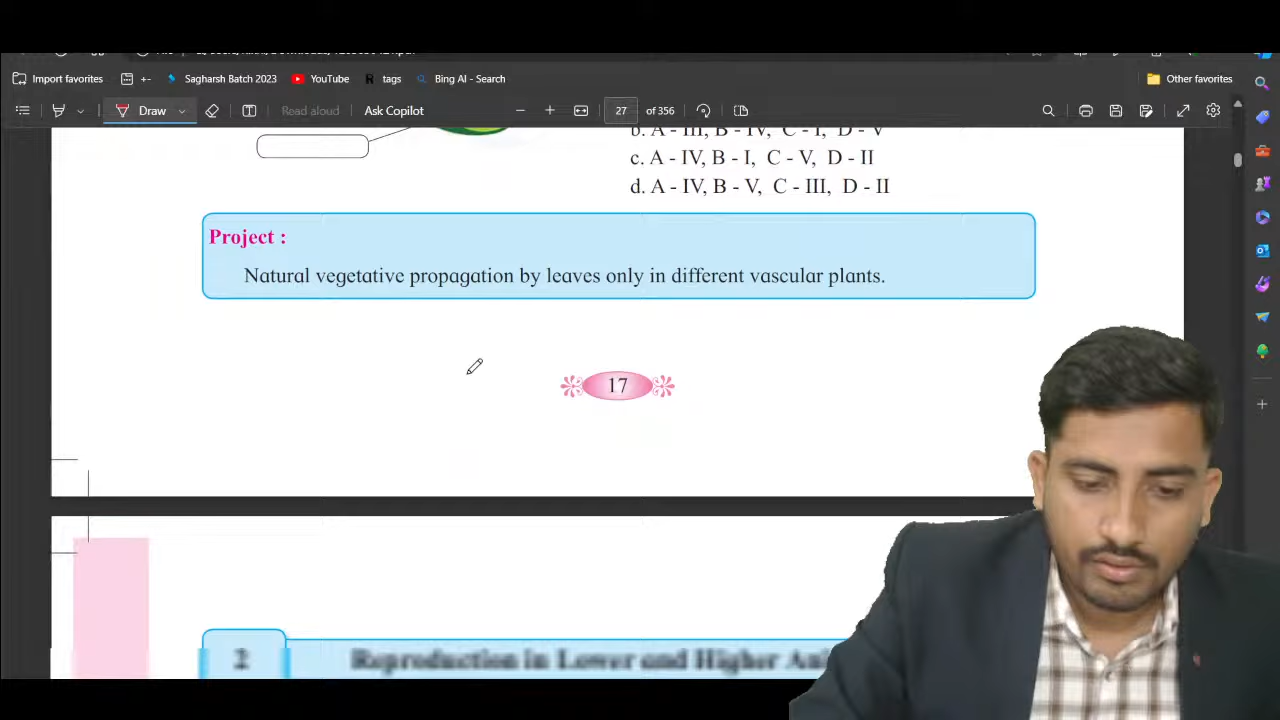 Import favorites
+-
Sagharsh Batch 2023
YouTube
tags
Bing AI - Search
Other favorites
Draw
Read aloud
Ask Copilot
27 of 356
b. A - III, B - IV, C - I, D - V
c. A - IV, B - I, C - V, D - II
d. A - IV, B - V, C - III, D - II
Project :
Natural vegetative propagation by leaves only in different vascular plants.
17
2
Reproduction in Lower and Higher